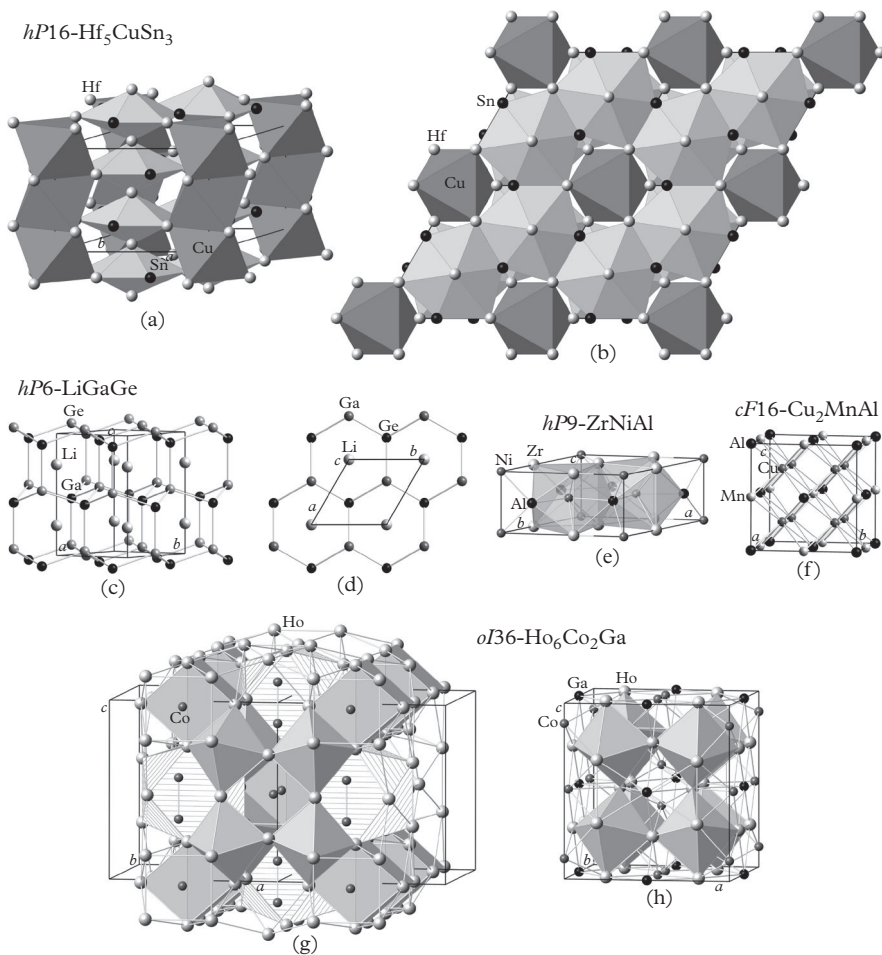 hP16-Hf5CuSn3
Hf
b
Cu
Sn
a
(a)
Sn
Hf
Cu
(b)
hP6-LiGaGe
Ge
c
Li
Ga
a
b
(c)
Ga
Ge
Li
c
b
a
(d)
hP9-ZrNiAl
Ni
Zr
c
Al
b
a
(e)
cF16-Cu2MnAl
Al
c
Cu
Mn
a
b
(f)
oI36-Ho6Co2Ga
Ho
Co
c
b
a
(g)
Ga
Ho
c
Co
b
a
(h)